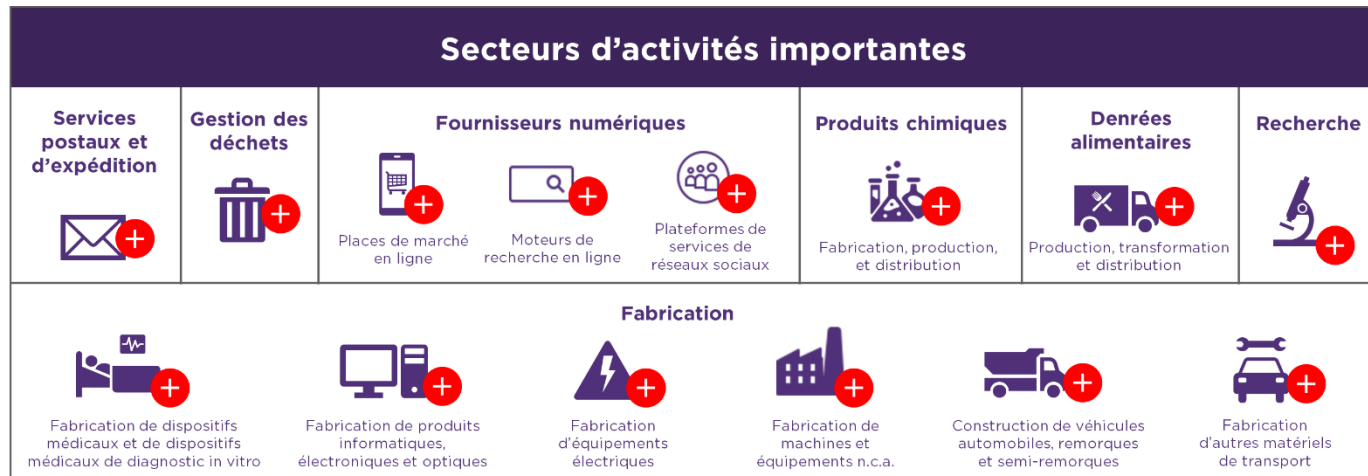 Secteurs d'activités importantes
Services
postaux et
d'expédition
Gestion des
déchets
Fournisseurs numériques
Places de marché
en ligne
Moteurs de
recherche en ligne
Plateformes de
services de
réseaux sociaux
Produits chimiques
Fabrication, production,
et distribution
Denrées
alimentaires
Production, transformation
et distribution
Recherche
Fabrication
Fabrication de dispositifs
médicaux et de dispositifs
médicaux de diagnostic in vitro
Fabrication de produits
informatiques,
électroniques et optiques
Fabrication
d'équipements
électriques
Fabrication de
machines et
équipements n.c.a.
Construction de véhicules
automobiles, remorques
et semi-remorques
Fabrication
d'autres matériels
de transport